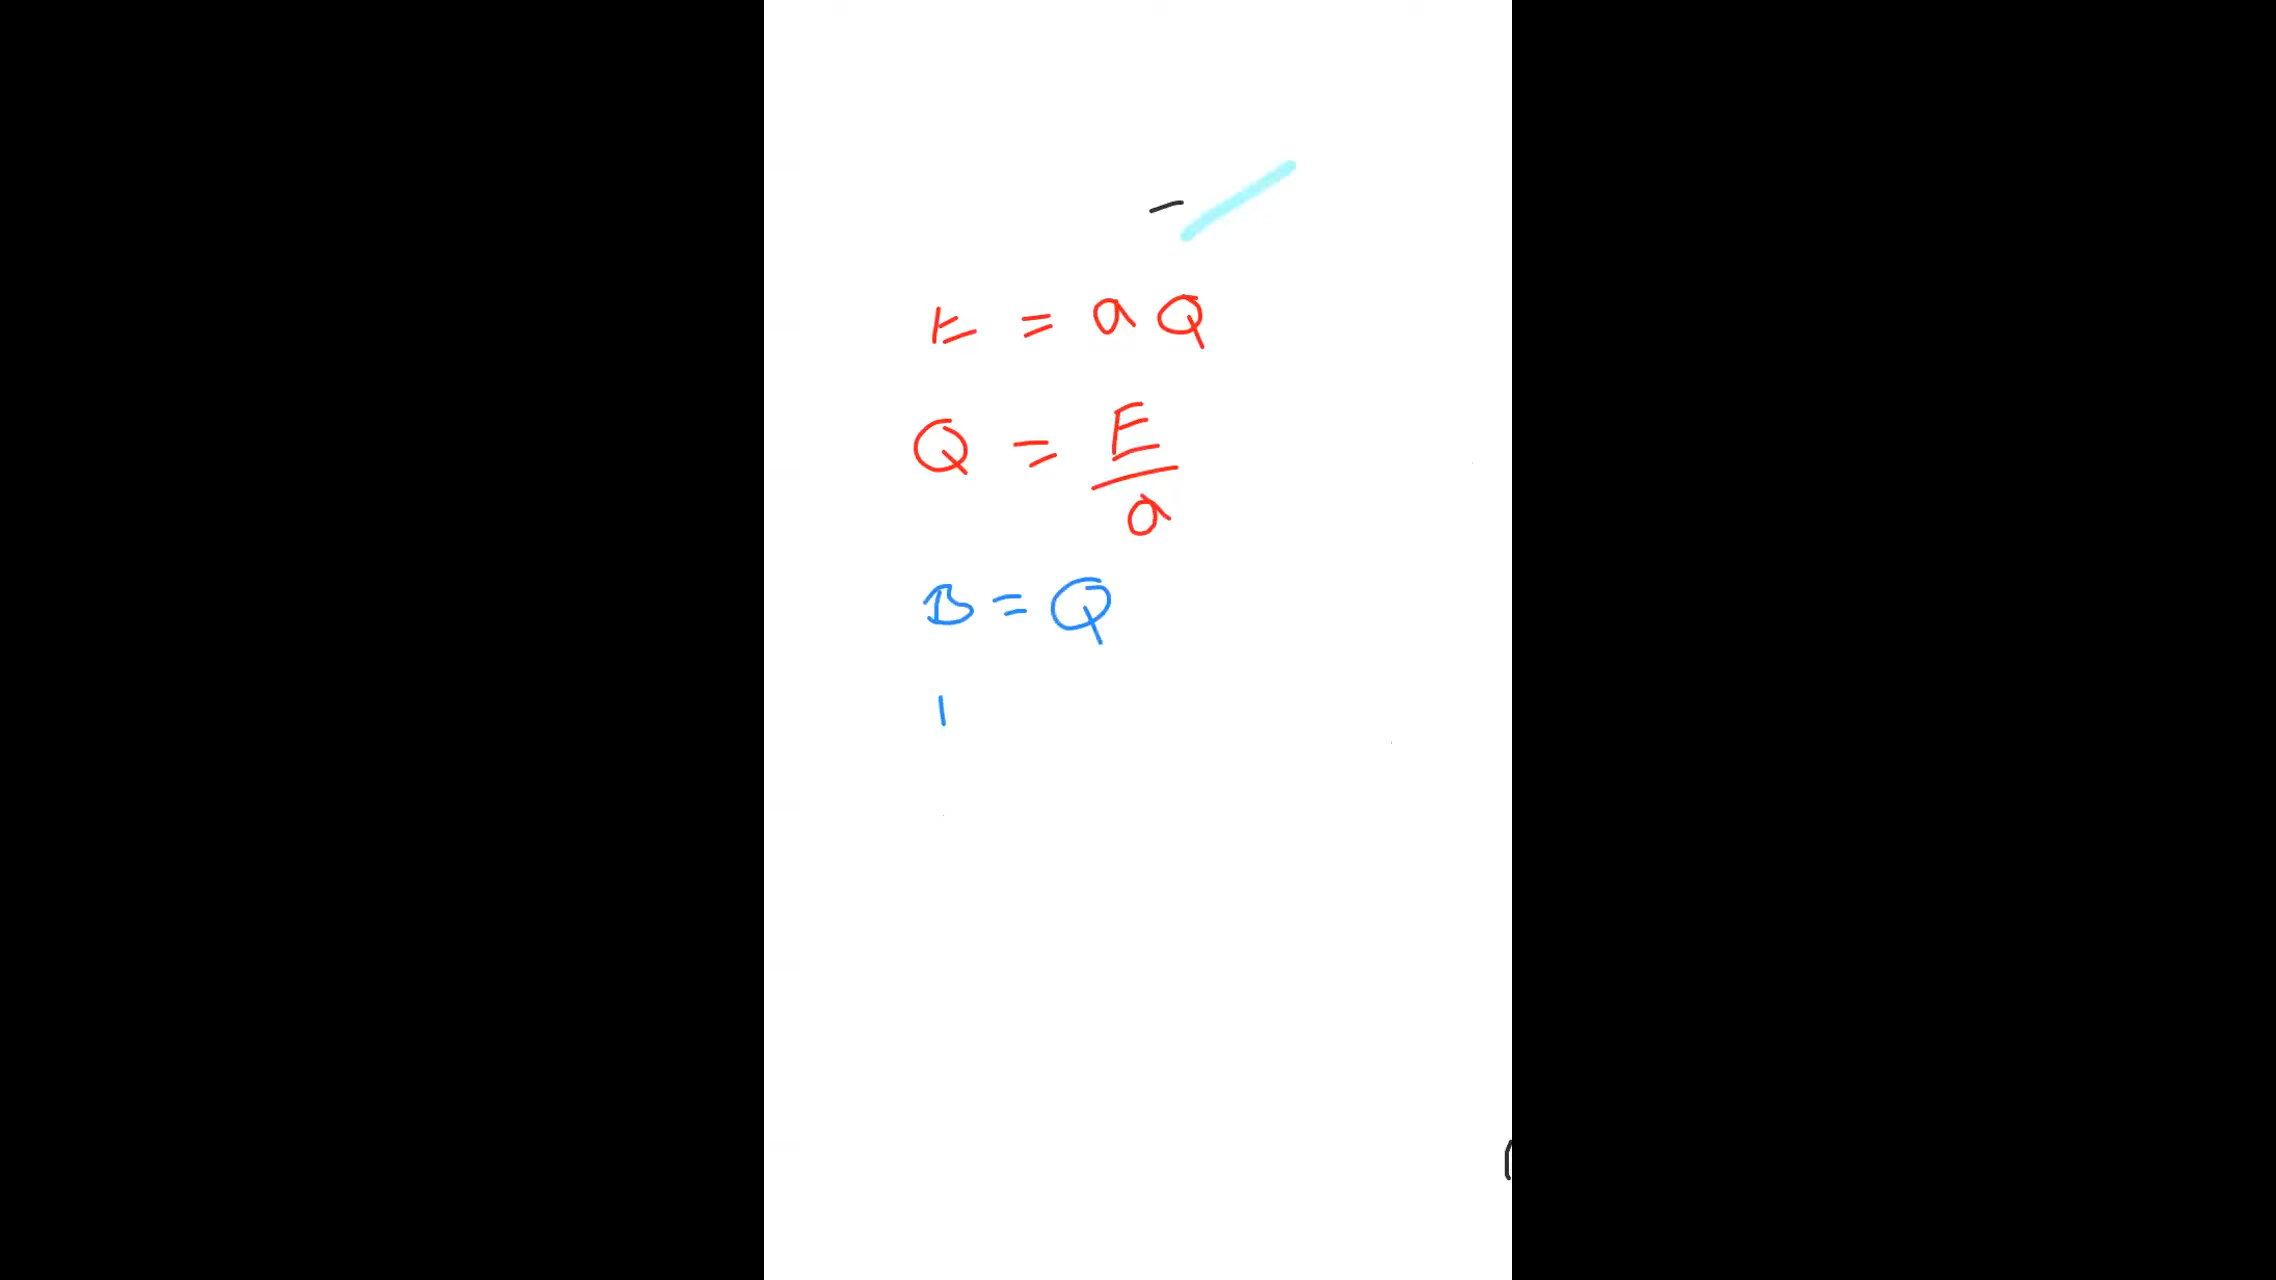 E = aQ
Q = E/a
B = Q